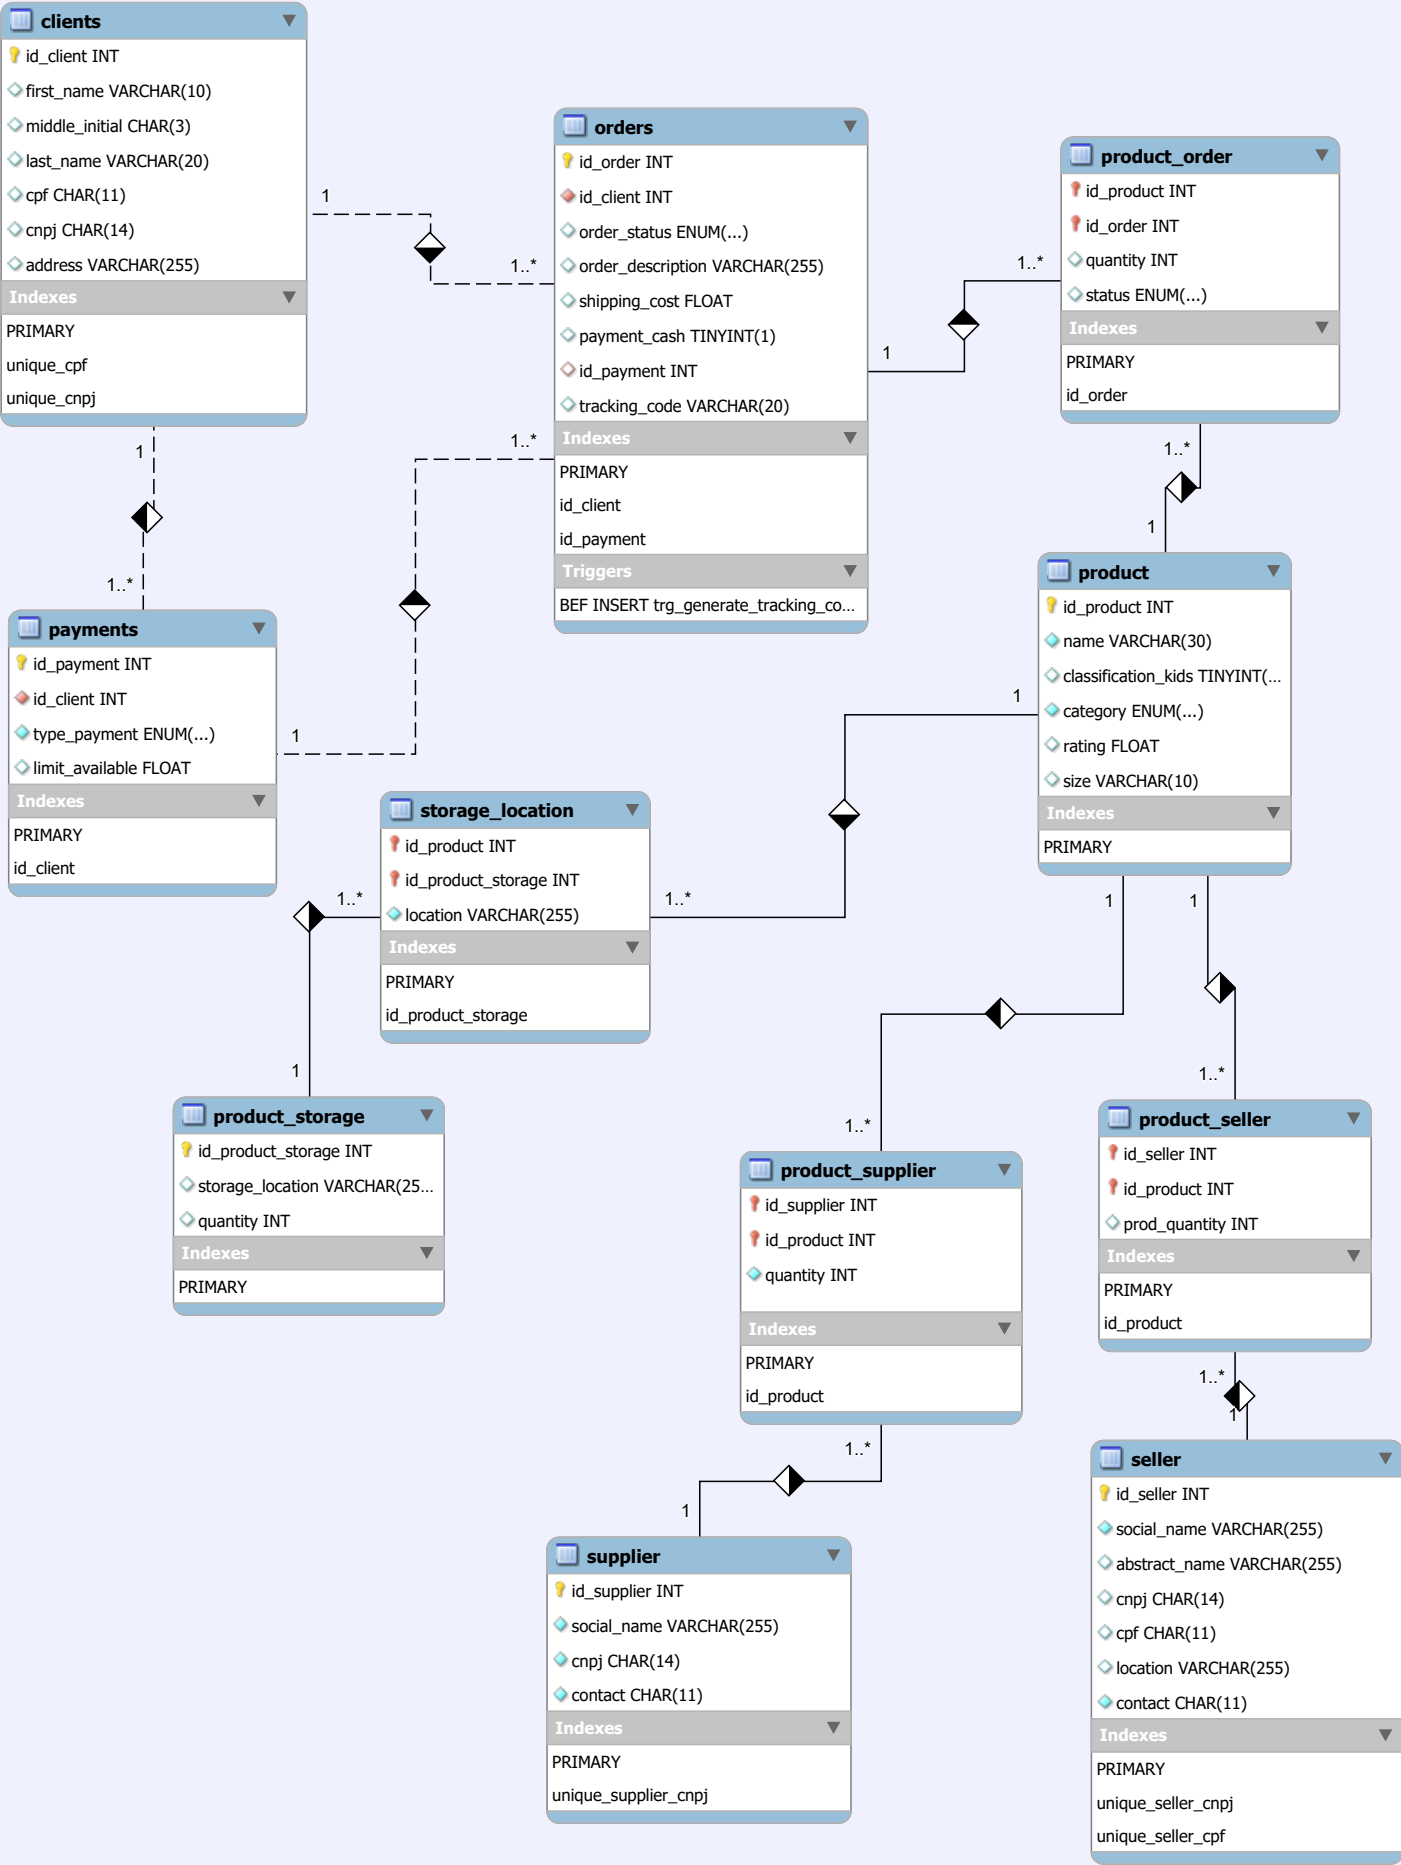 clients
id_client INT
first_name VARCHAR(10)
middle_initial CHAR(3)
last_name VARCHAR(20)
cpf CHAR(11)
cnpj CHAR(14)
address VARCHAR(255)
Indexes
PRIMARY
unique_cpf
unique_cnpj
1
1..*
1
1..*
orders
id_order INT
id_client INT
order_status ENUM(...)
order_description VARCHAR(255)
shipping_cost FLOAT
payment_cash TINYINT(1)
id_payment INT
tracking_code VARCHAR(20)
Indexes
PRIMARY
id_client
id_payment
Triggers
BEF INSERT trg_generate_tracking_co...
1
1..*
product_order
id_product INT
id_order INT
quantity INT
status ENUM(...)
Indexes
PRIMARY
id_order
1..*
1
payments
id_payment INT
id_client INT
type_payment ENUM(...)
limit_available FLOAT
Indexes
PRIMARY
id_client
1
1..*
product
id_product INT
name VARCHAR(30)
classification_kids TINYINT(...
category ENUM(...)
rating FLOAT
size VARCHAR(10)
Indexes
PRIMARY
1
1..*
storage_location
id_product INT
id_product_storage INT
location VARCHAR(255)
Indexes
PRIMARY
id_product_storage
1..*
1
product_storage
id_product_storage INT
storage_location VARCHAR(25...
quantity INT
Indexes
PRIMARY
1
1..*
product_supplier
id_supplier INT
id_product INT
quantity INT
Indexes
PRIMARY
id_product
1
1..*
product_seller
id_seller INT
id_product INT
prod_quantity INT
Indexes
PRIMARY
id_product
1..*
1
supplier
id_supplier INT
social_name VARCHAR(255)
cnpj CHAR(14)
contact CHAR(11)
Indexes
PRIMARY
unique_supplier_cnpj
1..*
1
seller
id_seller INT
social_name VARCHAR(255)
abstract_name VARCHAR(255)
cnpj CHAR(14)
cpf CHAR(11)
location VARCHAR(255)
contact CHAR(11)
Indexes
PRIMARY
unique_seller_cnpj
unique_seller_cpf